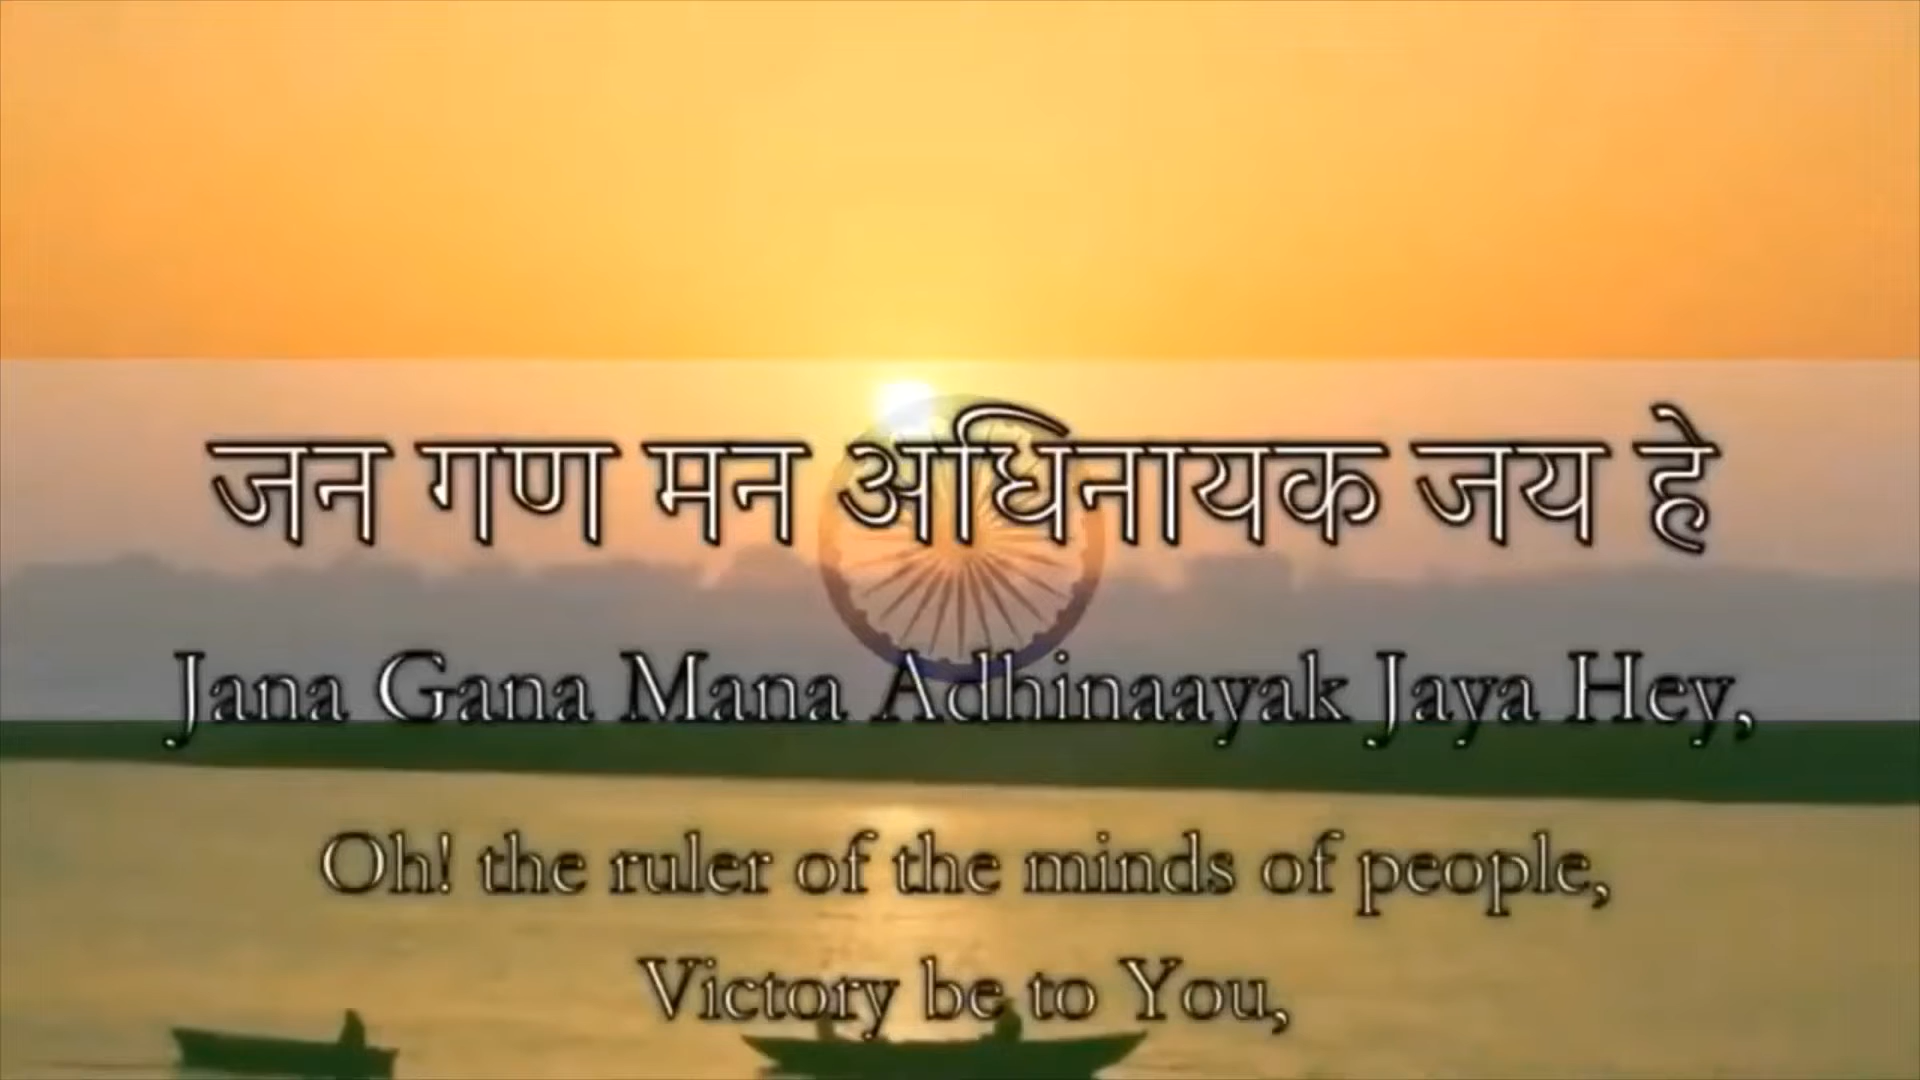 जन गण मन अधिनायक जय हे
Jana Gana Mana Adhinaayak Jaya Hey,
Oh! the ruler of the minds of people,
Victory be to You,